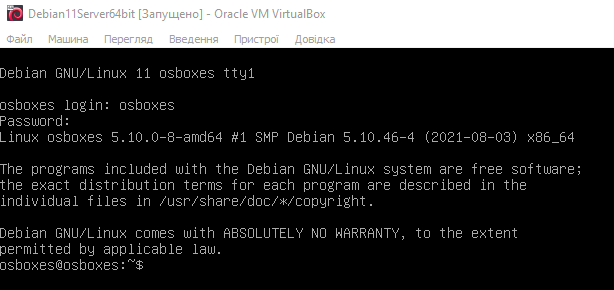 Debian11Server64bit [Запущено] - Oracle VM VirtualBox
Файл Машина Перегляд Введення Пристрої Довідка
Debian GNU/Linux 11 osboxes tty1
osboxes login: osboxes
Password:
Linux osboxes 5.10.0-8-amd64 #1 SMP Debian 5.10.46-4 (2021-08-03) x86_64
The programs included with the Debian GNU/Linux system are free software;
the exact distribution terms for each program are described in the
individual files in /usr/share/doc/*/copyright.
Debian GNU/Linux comes with ABSOLUTELY NO WARRANTY, to the extent
permitted by applicable law.
osboxes@osboxes:~$